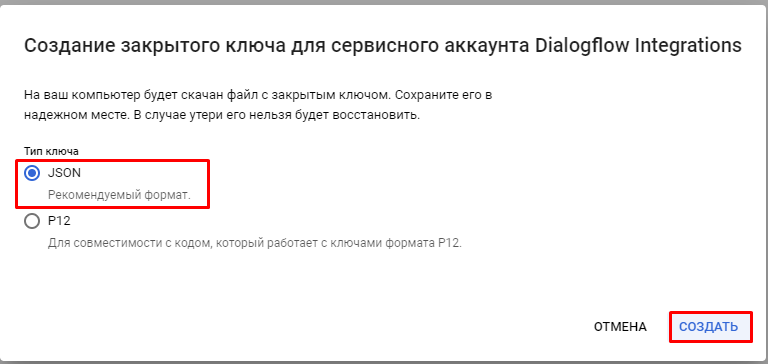 Создание закрытого ключа для сервисного аккаунта Dialogflow Integrations
На ваш компьютер будет скачан файл с закрытым ключом. Сохраните его в
надежном месте. В случае утери его нельзя будет восстановить.
Тип ключа
JSON
Рекомендуемый формат.
P12
Для совместимости с кодом, который работает с ключами формата P12.
ОТМЕНА СОЗДАТЬ